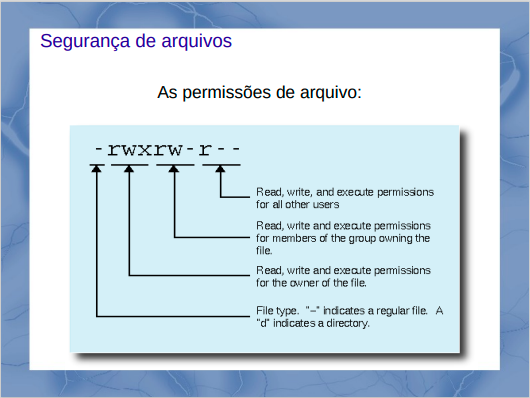 Segurança de arquivos
As permissões de arquivo:
-rwxrw-r--
Read, write, and execute permissions
for all other users
Read, write and execute permissions
for members of the group owning the
file.
Read, write and execute permissions
for the owner of the file.
File type. "-" indicates a regular file. A
"d" indicates a directory.